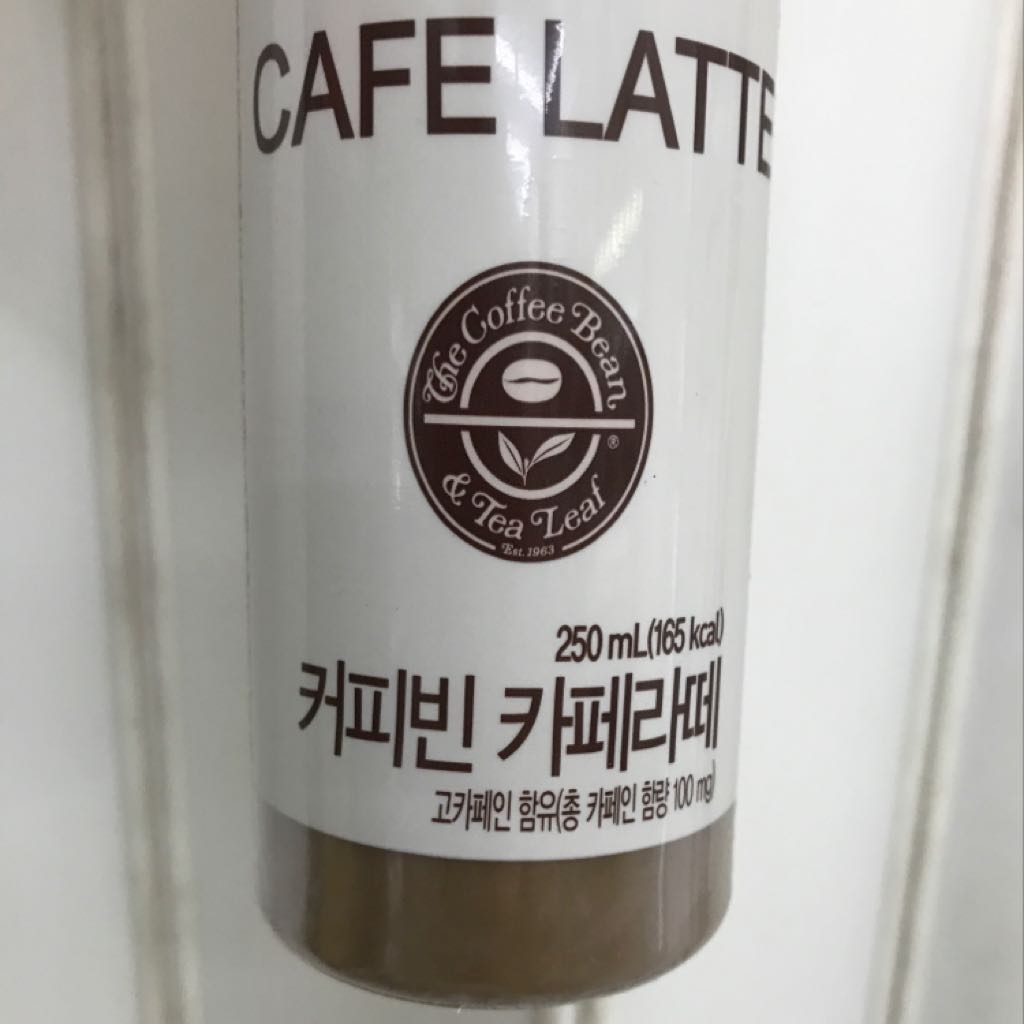 CAFE LATTE
The Coffee Bean
®
& Tea Leaf
Est. 1963
250 mL(165 kcal)
커피빈 카페라떼
고카페인 함유(총 카페인 함량 100 mg)